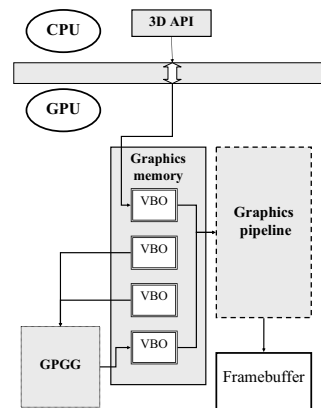 CPU
3D API
GPU
Graphics
memory
VBO
Graphics
pipeline
VBO
VBO
VBO
GPGG
Framebuffer